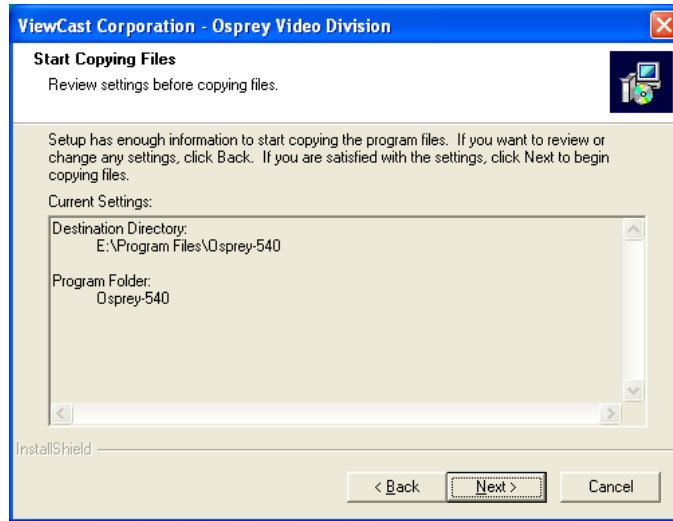 ViewCast Corporation - Osprey Video Division
Start Copying Files
Review settings before copying files.
Setup has enough information to start copying the program files. If you want to review or
change any settings, click Back. If you are satisfied with the settings, click Next to begin
copying files.
Current Settings:
Destination Directory:
E:\Program Files\Osprey-540
Program Folder:
Osprey-540
InstallShield
< Back
Next >
Cancel